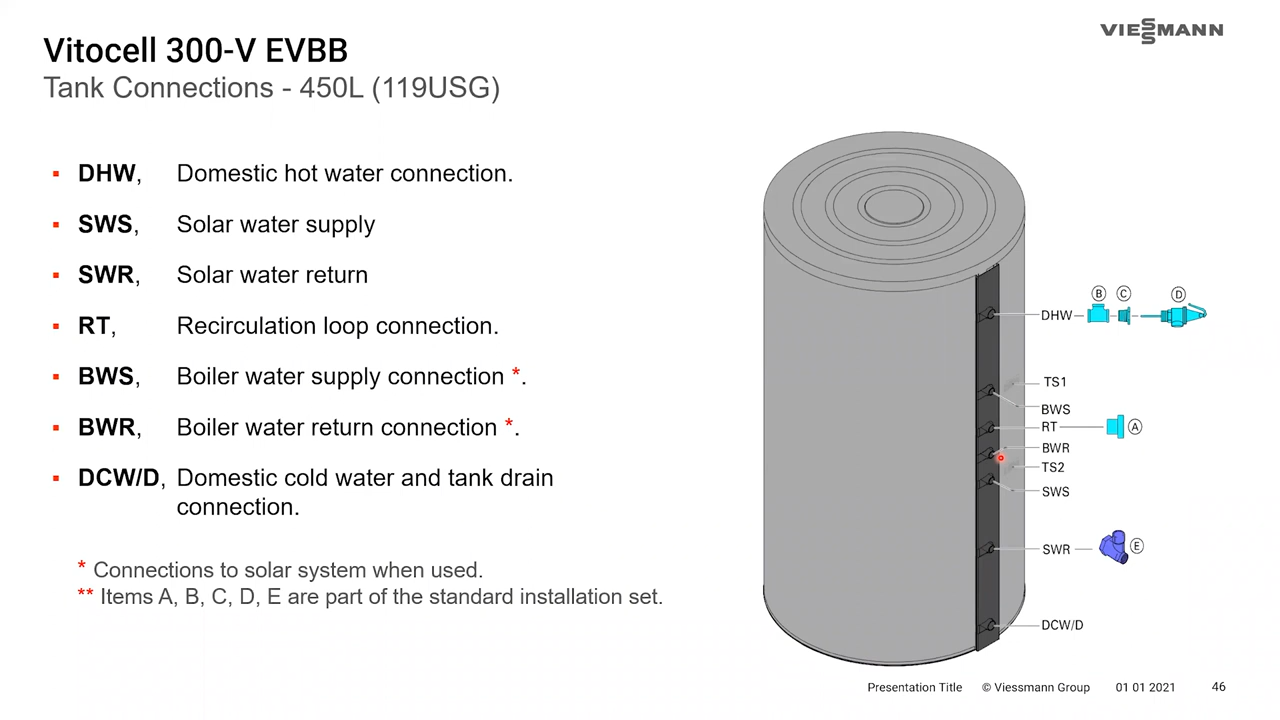 Vitocell 300-V EVBB
Tank Connections - 450L (119USG)
VIESSMANN
DHW, Domestic hot water connection.
SWS, Solar water supply
SWR, Solar water return
RT, Recirculation loop connection.
BWS, Boiler water supply connection *.
BWR, Boiler water return connection *.
DCW/D, Domestic cold water and tank drain
connection.
* Connections to solar system when used.
** Items A, B, C, D, E are part of the standard installation set.
B C D
DHW
TS1
BWS
RT A
BWR
TS2
SWS
SWR E
DCW/D
Presentation Title © Viessmann Group 01 01 2021 46